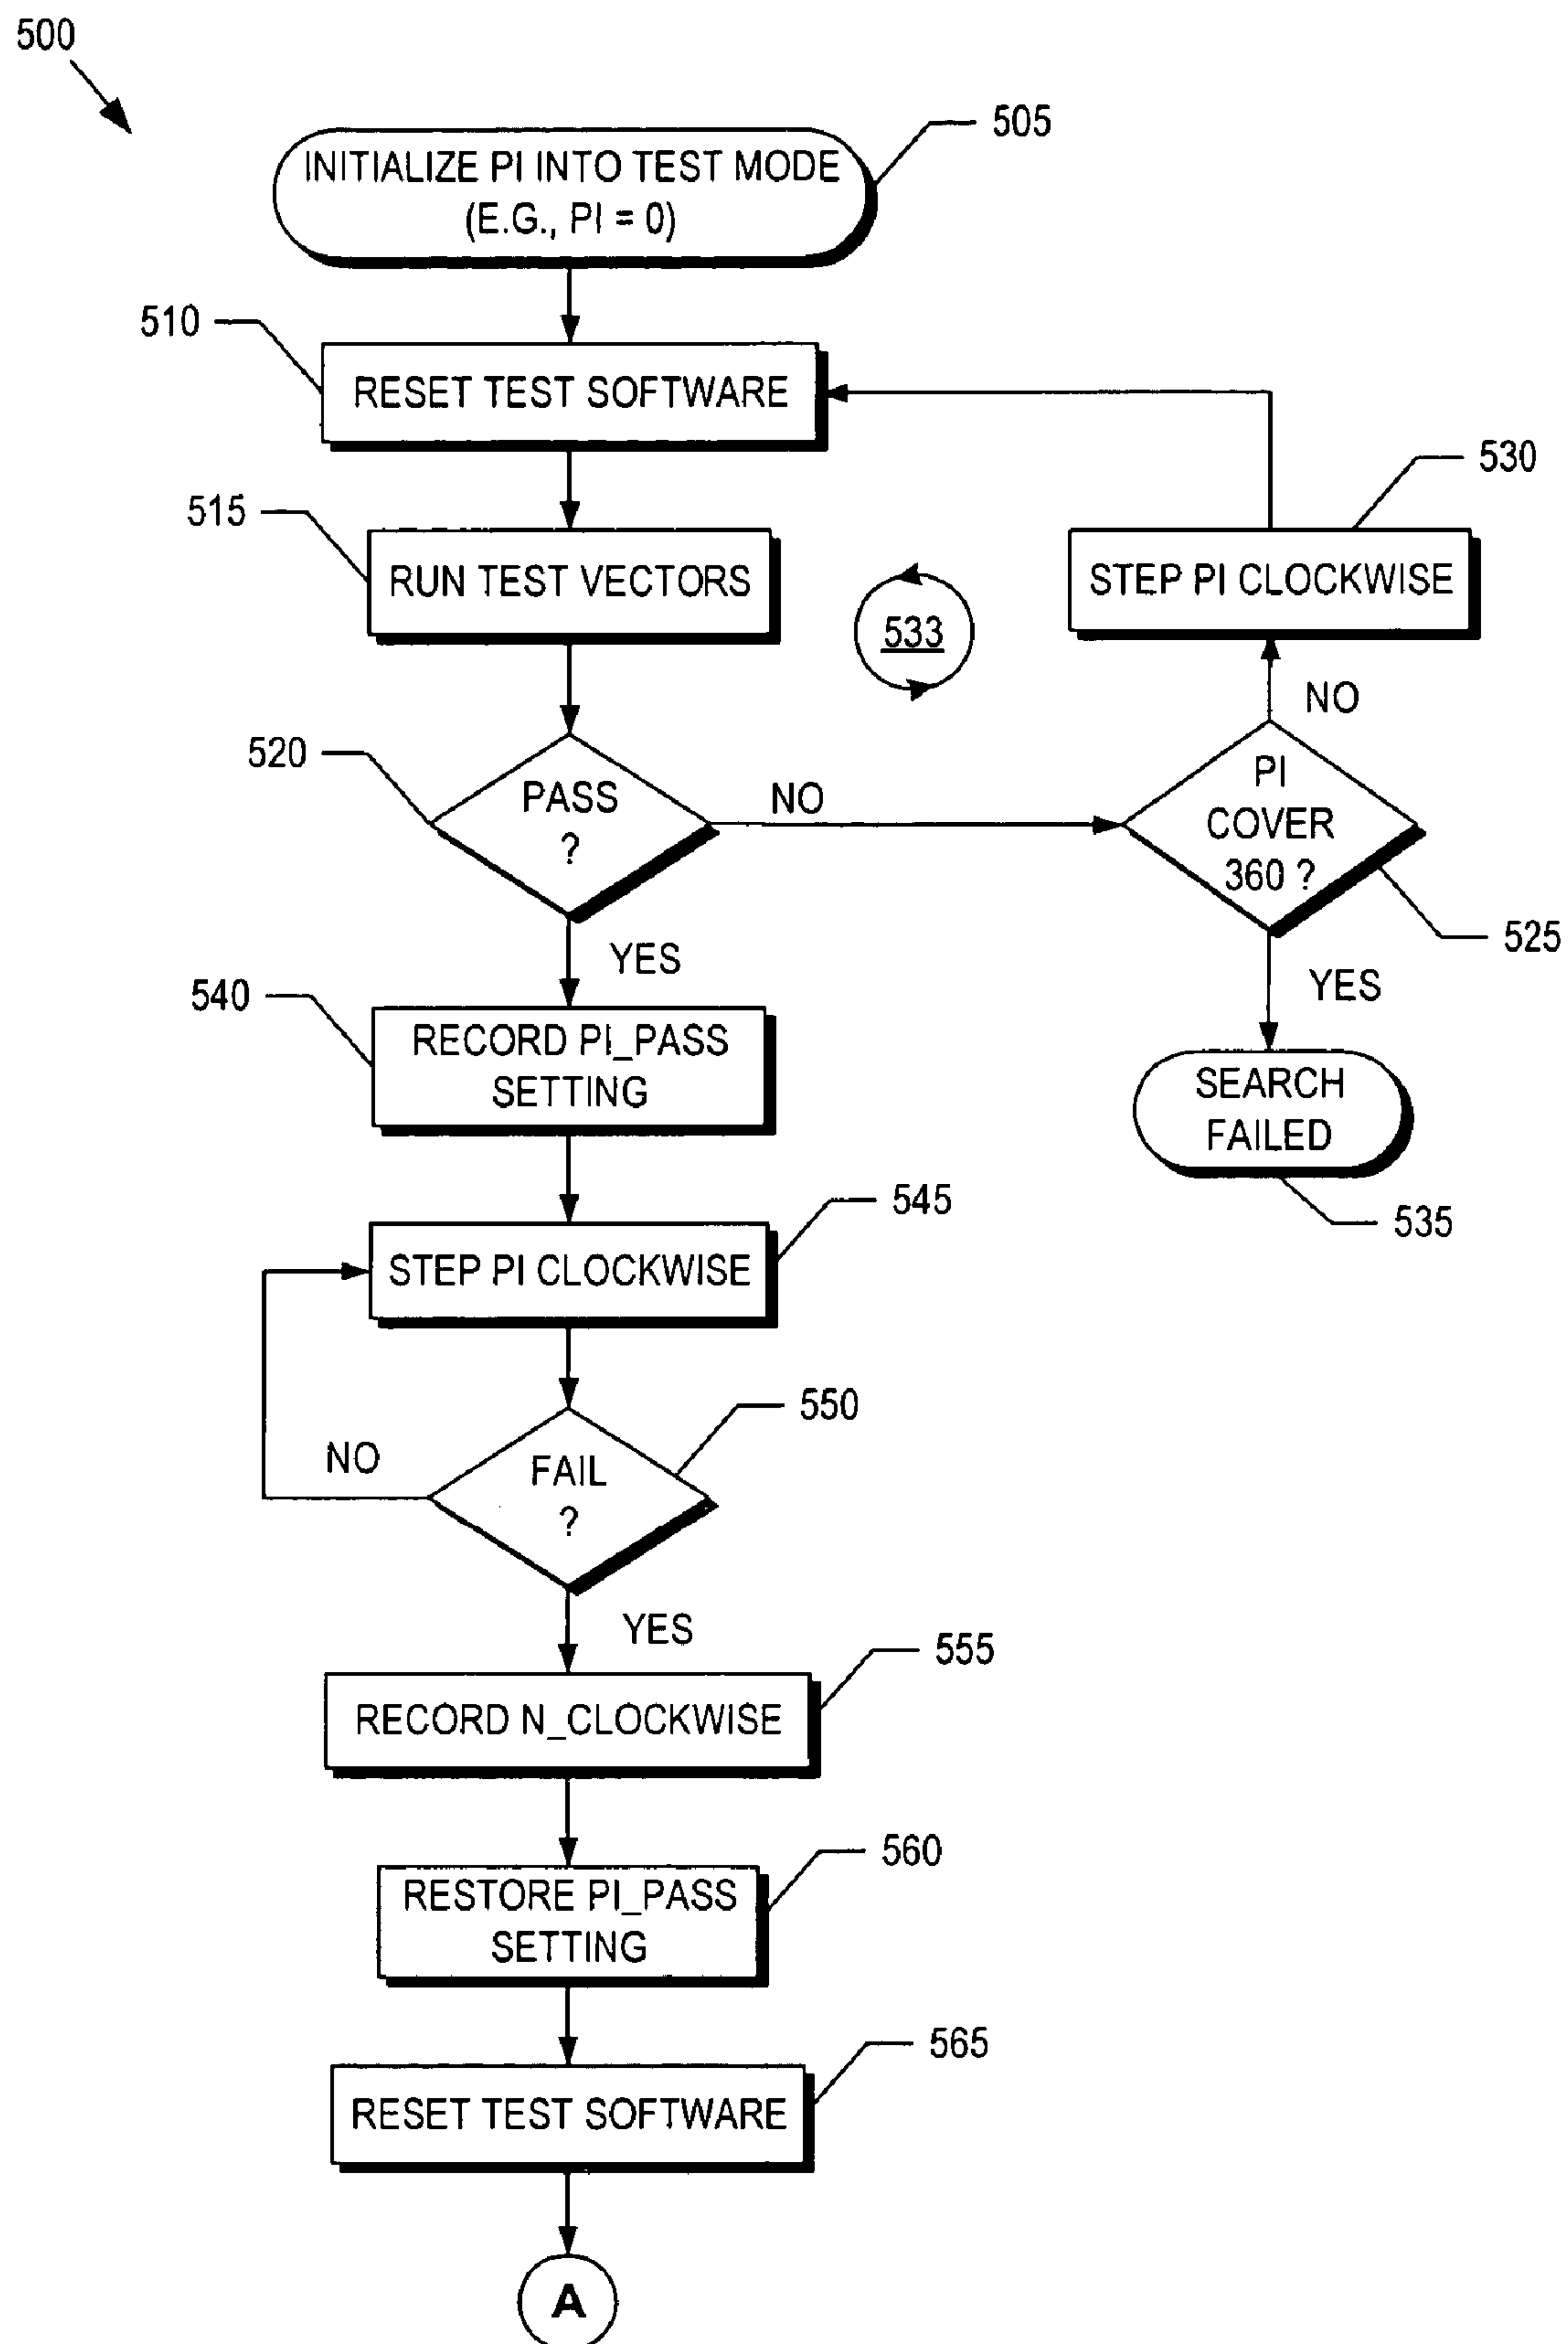 500
505
INITIALIZE PI INTO TEST MODE
(E.G., PI = 0)
510
RESET TEST SOFTWARE
530
515
RUN TEST VECTORS
STEP PI CLOCKWISE
533
NO
520
PASS
?
NO
PI
COVER
360 ?
525
YES
YES
540
RECORD PI_PASS
SETTING
SEARCH
FAILED
535
545
STEP PI CLOCKWISE
550
NO
FAIL
?
YES
555
RECORD N_CLOCKWISE
560
RESTORE PI_PASS
SETTING
565
RESET TEST SOFTWARE
A